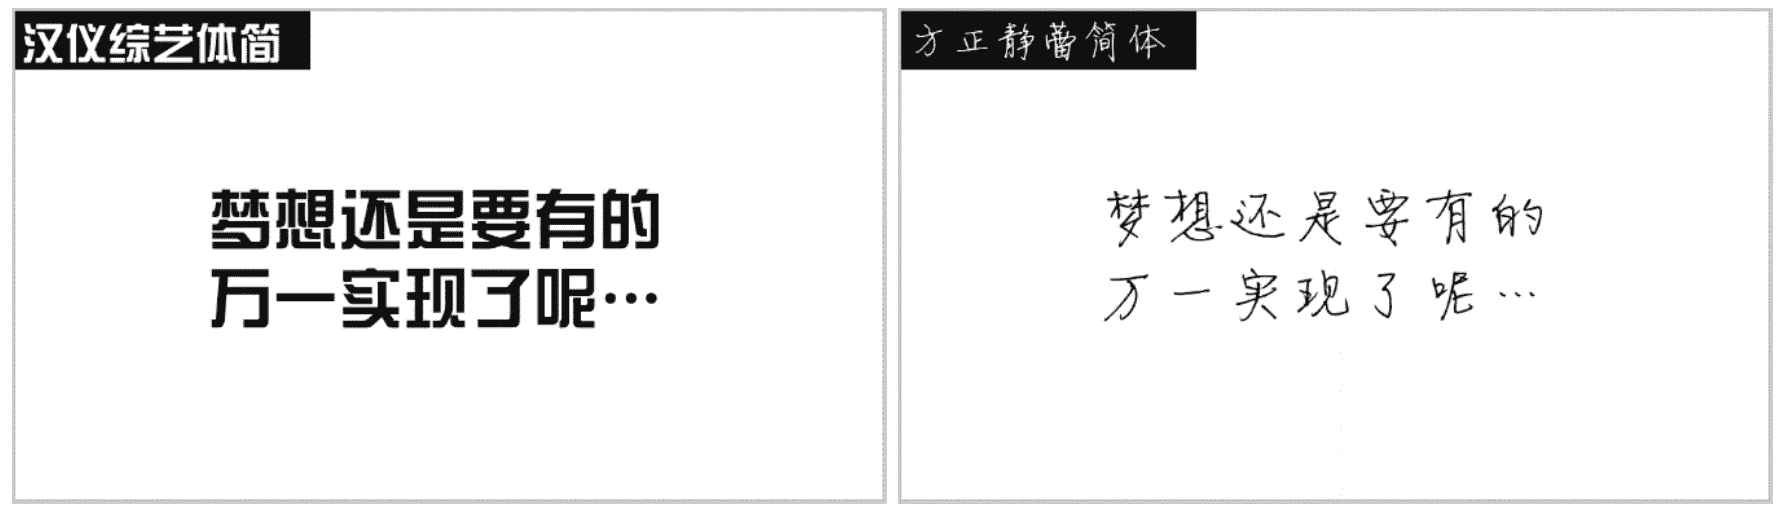 汉仪综艺体简
梦想还是要有的
万一实现了呢…
方正静蕾简体
梦想还是要有的
万一实现了呢…